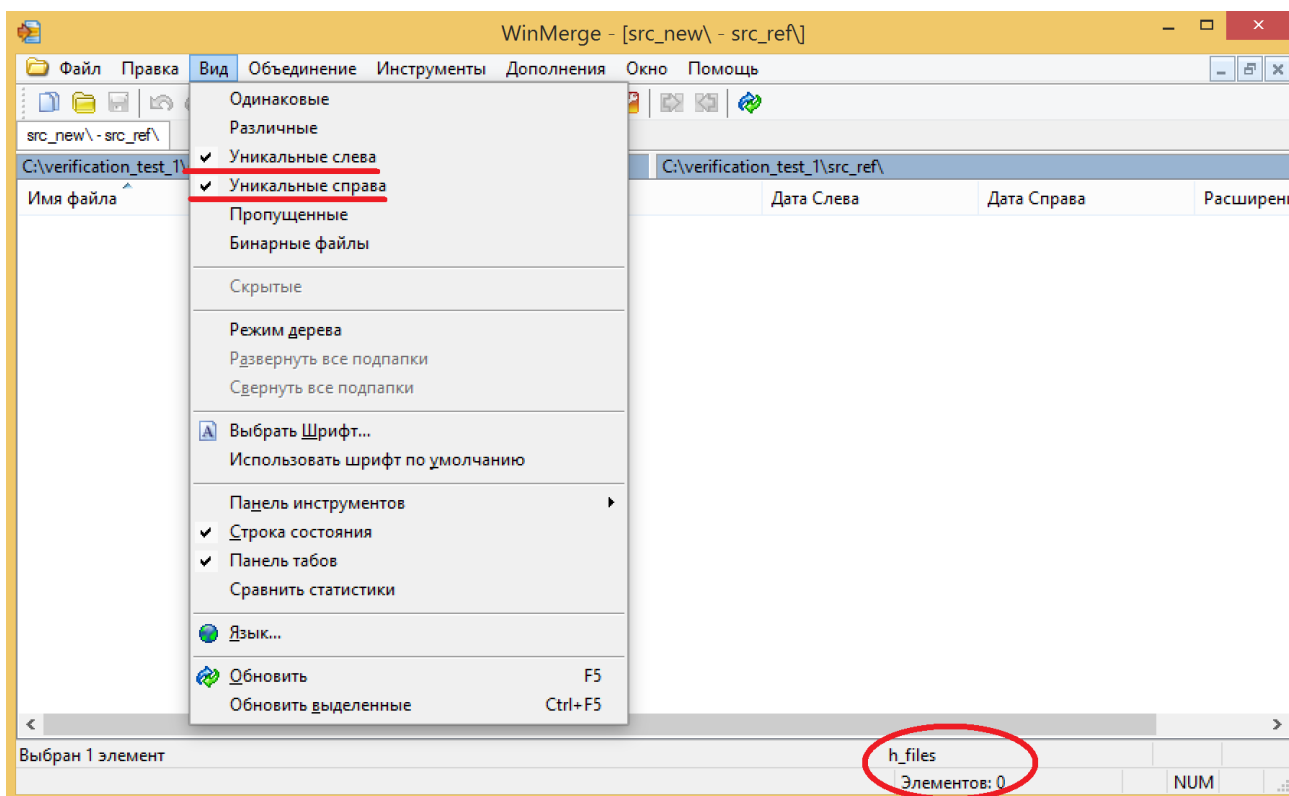 WinMerge - [src_new\ - src_ref\]
Файл Правка Вид Объединение Инструменты Дополнения Окно Помощь
src_new\ - src_ref\
C:\verification_test_1\ C:\verification_test_1\src_ref\
Имя файла Дата Слева Дата Справа
Одинаковые
Различные
Уникальные слева
Уникальные справа
Пропущенные
Бинарные файлы
Скрытые
Режим дерева
Развернуть все подпапки
Свернуть все подпапки
Выбрать Шрифт...
Использовать шрифт по умолчанию
Панель инструментов
Строка состояния
Панель табов
Сравнить статистики
Язык...
Обновить F5
Обновить выделенные Ctrl+F5
Выбран 1 элемент h_files
Элементов: 0 NUM